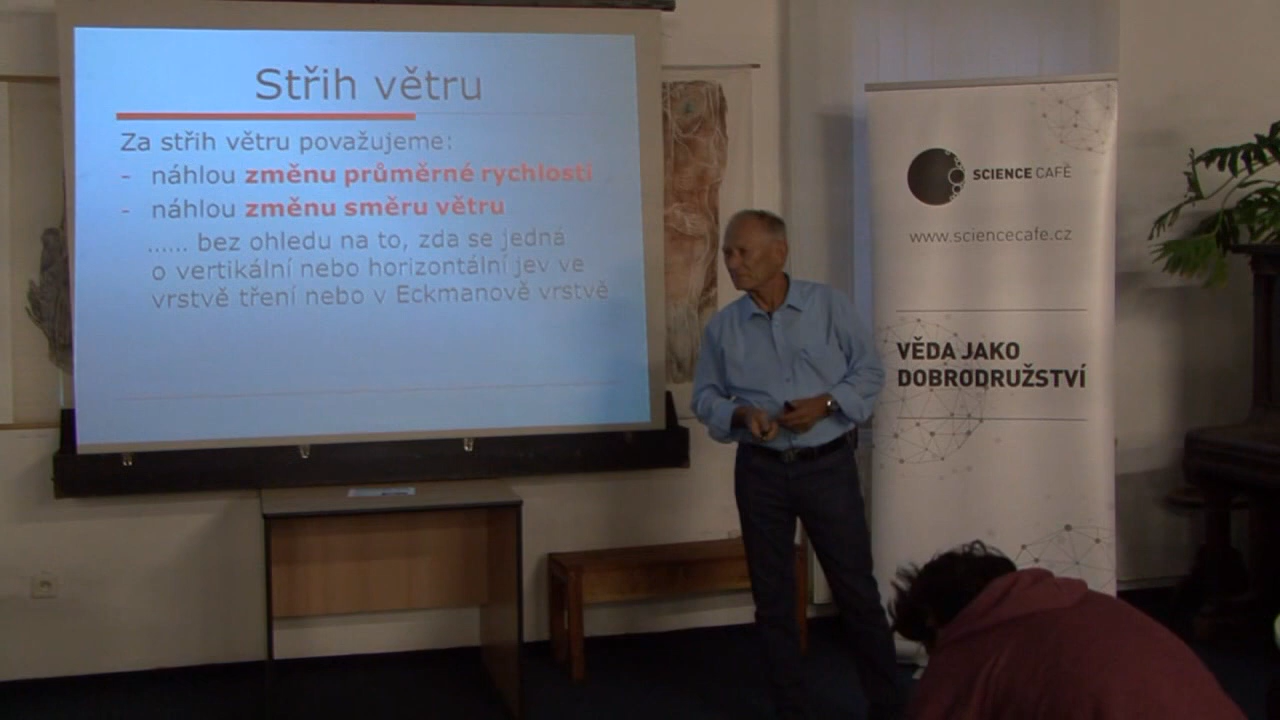 Střih větru
Za střih větru považujeme:
- náhlou změnu průměrné rychlosti
- náhlou změnu směru větru
...... bez ohledu na to, zda se jedná
o vertikální nebo horizontální jev ve
vrstvě tření nebo v Eckmanově vrstvě
SCIENCE CAFÉ
www.sciencecafe.cz
VĚDA JAKO
DOBRODRUŽSTVÍ